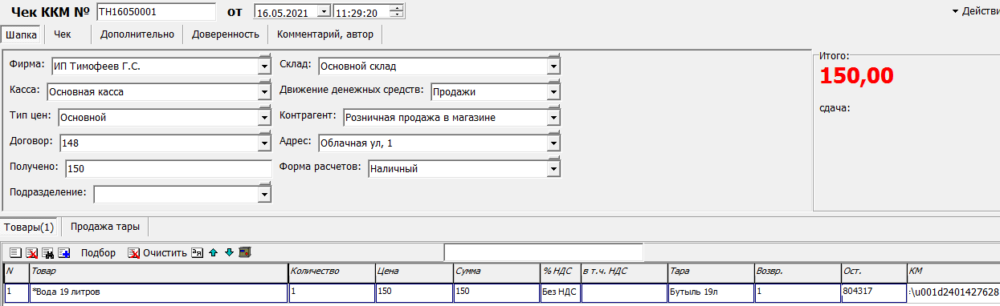 Чек ККМ № ТН16050001 от 16.05.2021 11:29:20 Действи
Шапка Чек Дополнительно Доверенность Комментарий, автор
Фирма: ИП Тимофеев Г.С. Склад: Основной склад Итого:
150,00
Касса: Основная касса Движение денежных средств: Продажи
сдача:
Тип цен: Основной Контрагент: Розничная продажа в магазине
Договор: 148 Адрес: Облачная ул, 1
Получено: 150 Форма расчетов: Наличный
Подразделение:
Товары(1) Продажа тары
Подбор Очистить
N Товар Количество Цена Сумма % НДС в т.ч. НДС Тара Возвр. Ост. КМ
1 *Вода 19 литров 1 150 150 Без НДС Бутыль 19л 1 804317 :\u001d2401427628